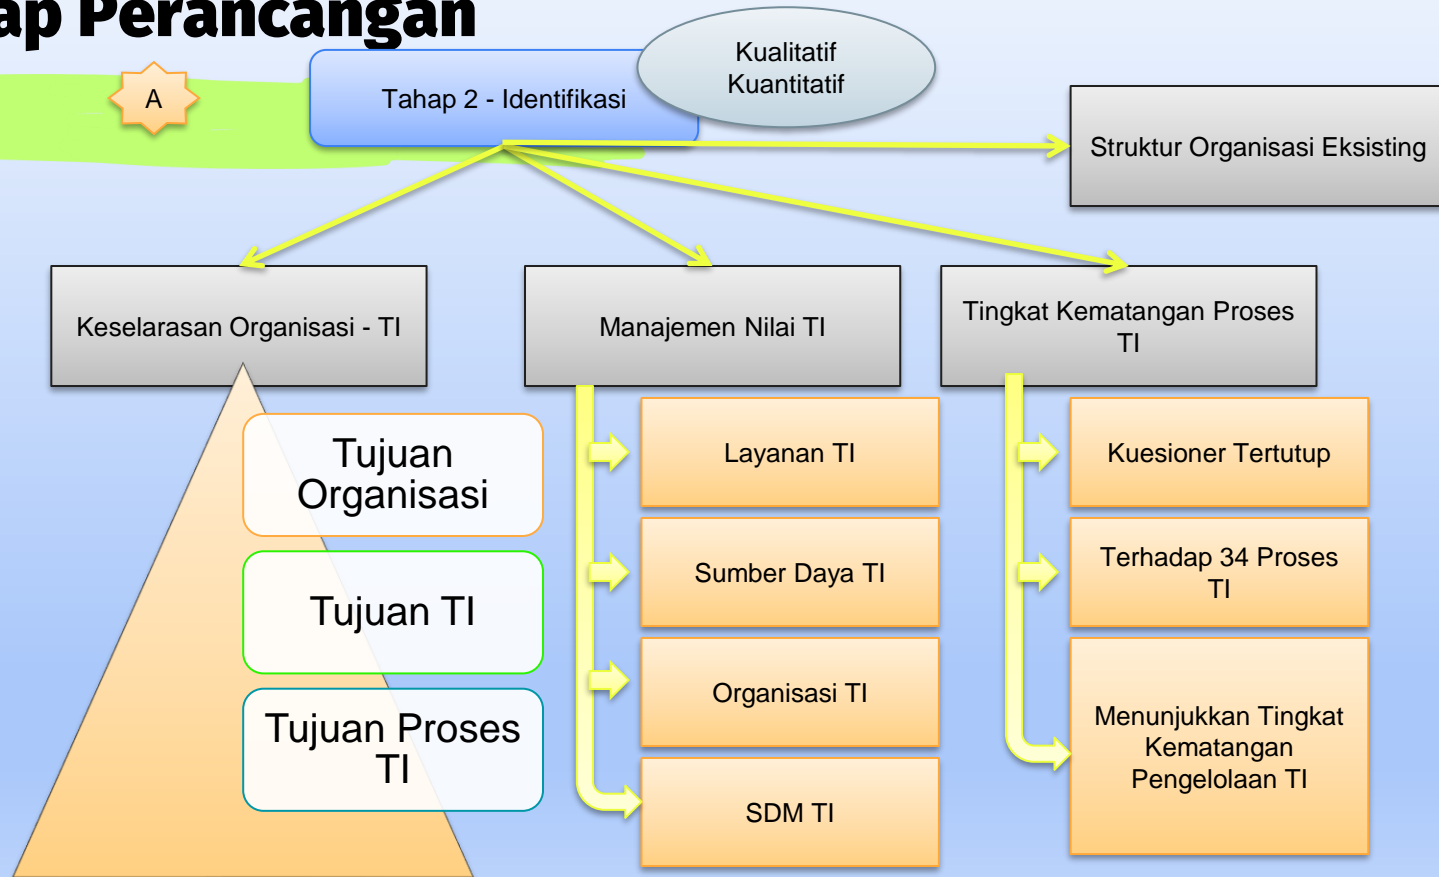 ap Perancangan
A
Tahap 2 - Identifikasi
Kualitatif
Kuantitatif
Struktur Organisasi Eksisting
Keselarasan Organisasi - TI
Manajemen Nilai TI
Tingkat Kematangan Proses
TI
Tujuan
Organisasi
Tujuan TI
Tujuan Proses
TI
Layanan TI
Sumber Daya TI
Organisasi TI
SDM TI
Kuesioner Tertutup
Terhadap 34 Proses
TI
Menunjukkan Tingkat
Kematangan
Pengelolaan TI